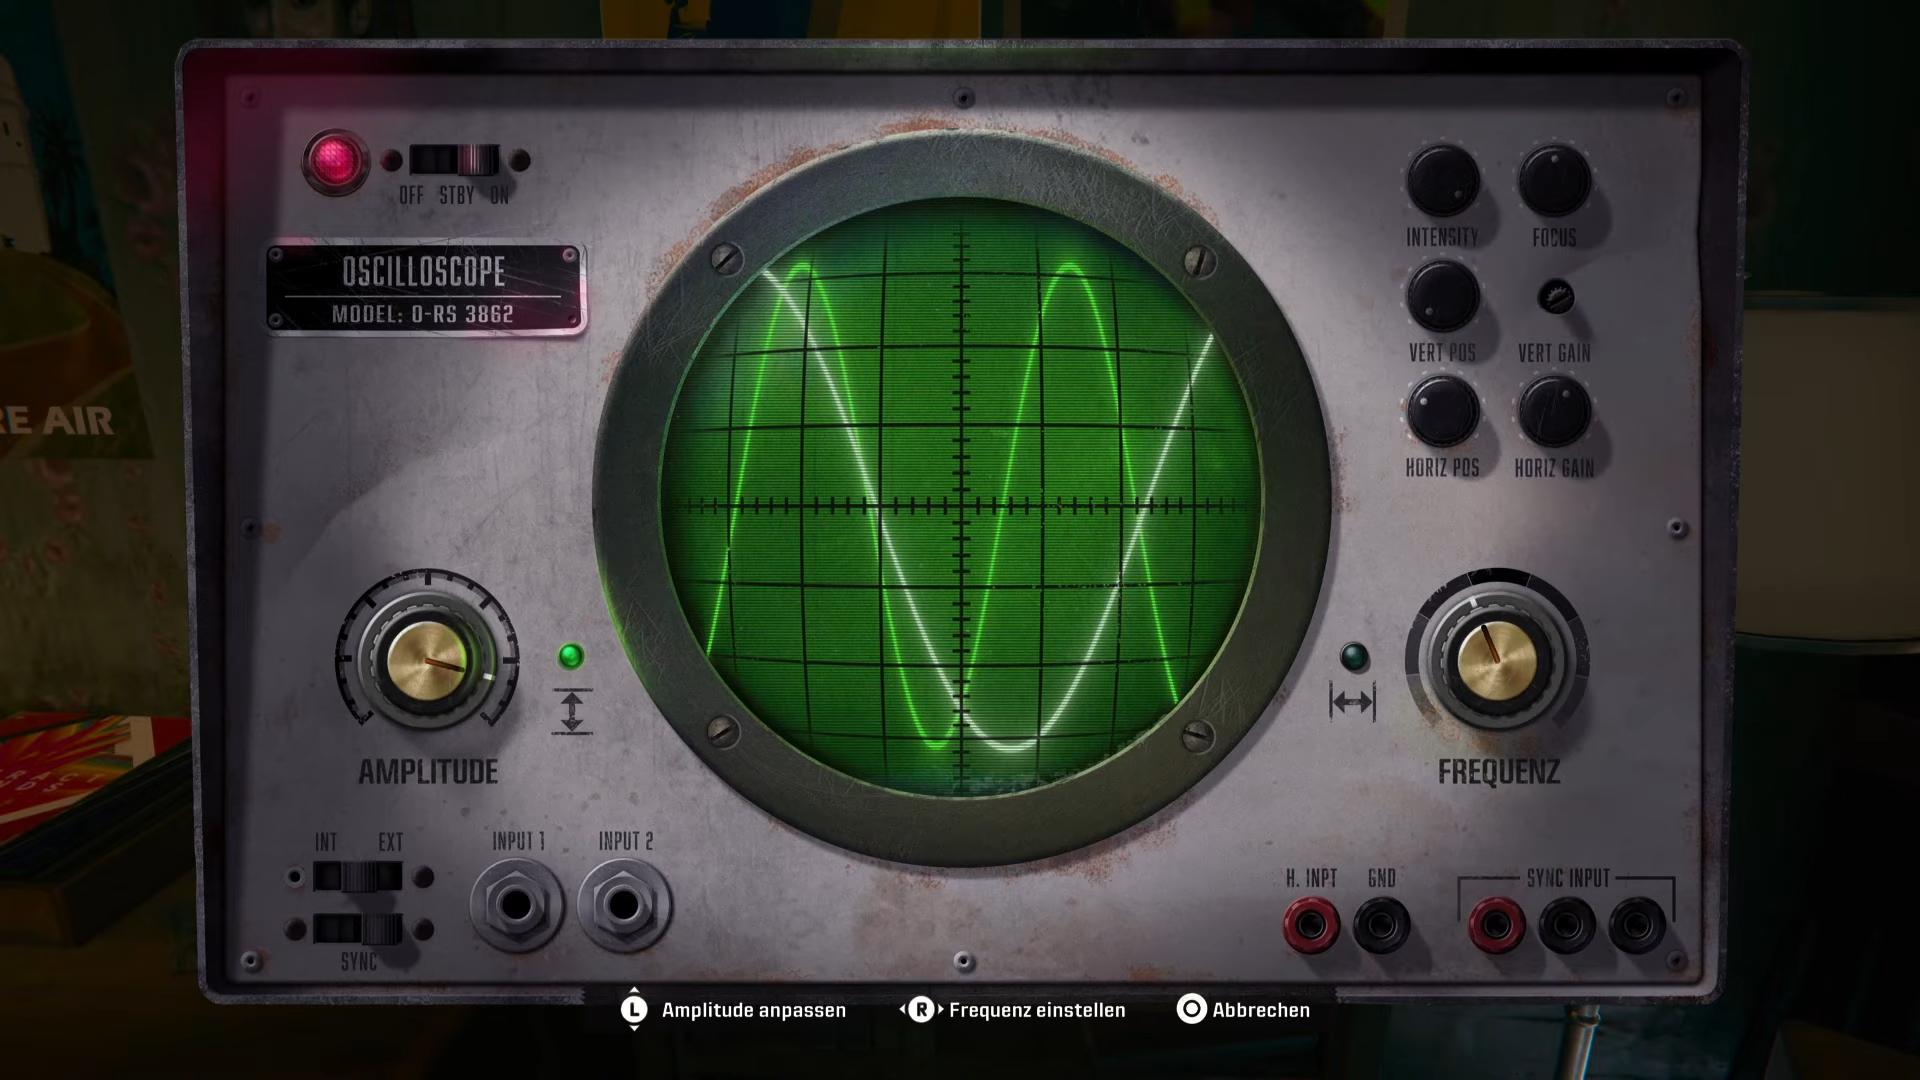 OFF STBY ON
OSCILLOSCOPE
MODEL: O-RS 3862
INTENSITY
FOCUS
VERT POS
VERT GAIN
HORIZ POS
HORIZ GAIN
RE AIR
AMPLITUDE
FREQUENZ
INT EXT
SYNC
INPUT 1
INPUT 2
H. INPT
GND
SYNC INPUT
L Amplitude anpassen
R Frequenz einstellen
Abbrechen